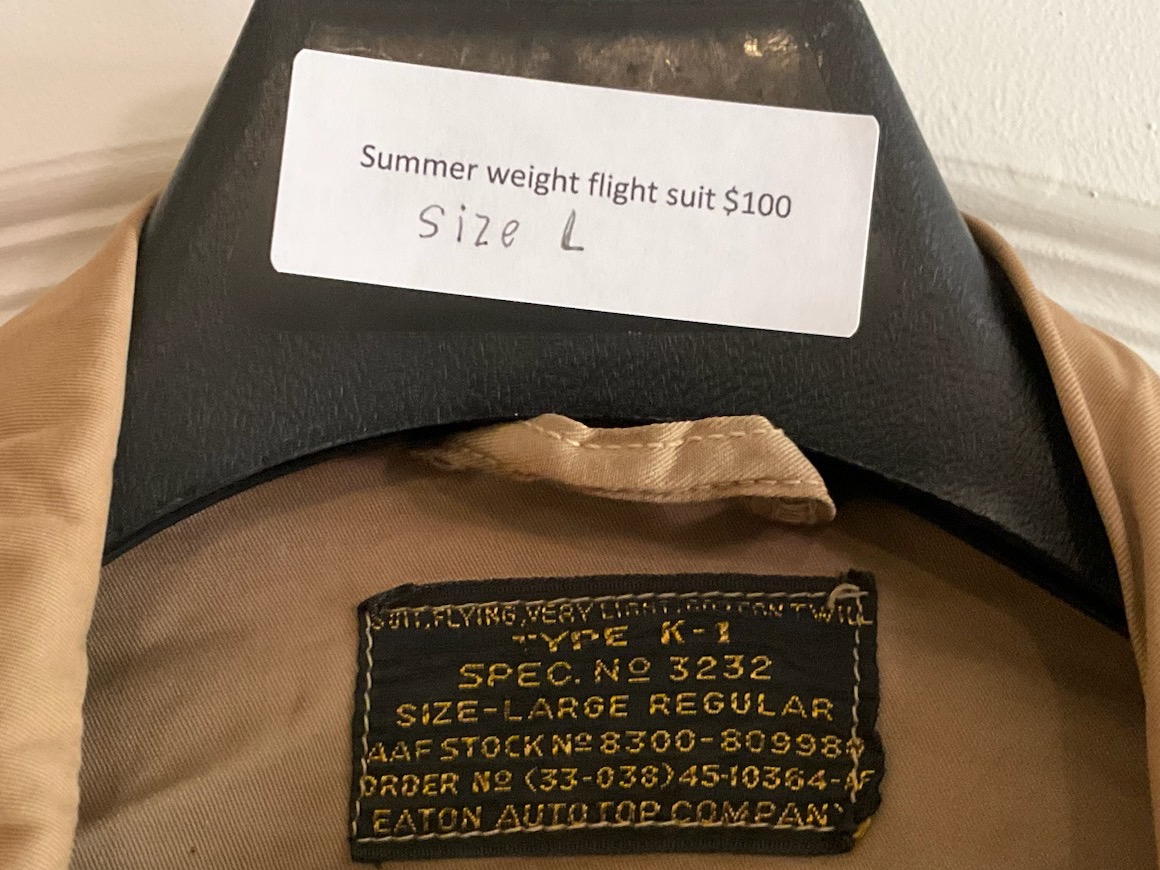 Summer weight flight suit $100
Size L
SUIT, FLYING, VERY LIGHT, COTTON TWILL
TYPE K-1
SPEC. Nº 3232
SIZE-LARGE REGULAR
AAF STOCK Nº 8300-80998
ORDER Nº (33-038)45-10364-AF
EATON AUTO TOP COMPANY